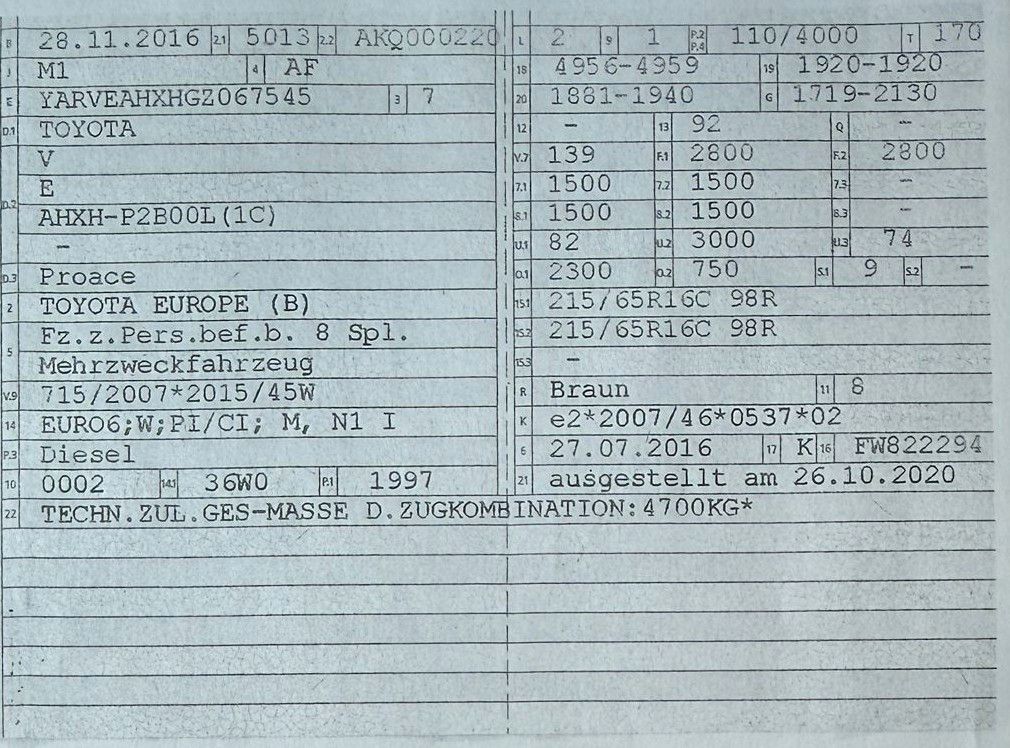 B 28.11.2016 2.1 5013 2.2 AKQ000220 L 2 9 1 P.2 P.4 110/4000 T 170
J M1 4 AF 18 4956-4959 19 1920-1920
E YARVEAHXHGZ067545 3 7 20 1881-1940 G 1719-2130
D.1 TOYOTA 12 - 13 92 Q -
V V.7 139 F.1 2800 F.2 2800
D.2 E 7.1 1500 7.2 1500 7.3 -
AHXH-P2B00L(1C) 8.1 1500 8.2 1500 8.3 -
- U.1 82 U.2 3000 U.3 74
D.3 Proace O.1 2300 O.2 750 S.1 9 S.2 -
2 TOYOTA EUROPE (B) 15.1 215/65R16C 98R
5 Fz.z.Pers.bef.b. 8 Spl. 15.2 215/65R16C 98R
Mehrzweckfahrzeug 15.3 -
V.9 715/2007*2015/45W R Braun 11 8
14 EURO6;W;PI/CI; M, N1 I K e2*2007/46*0537*02
P.3 Diesel 6 27.07.2016 17 K 16 FW822294
10 0002 14.1 36W0 P.1 1997 21 ausgestellt am 26.10.2020
22 TECHN.ZUL.GES-MASSE D.ZUGKOMBINATION:4700KG*